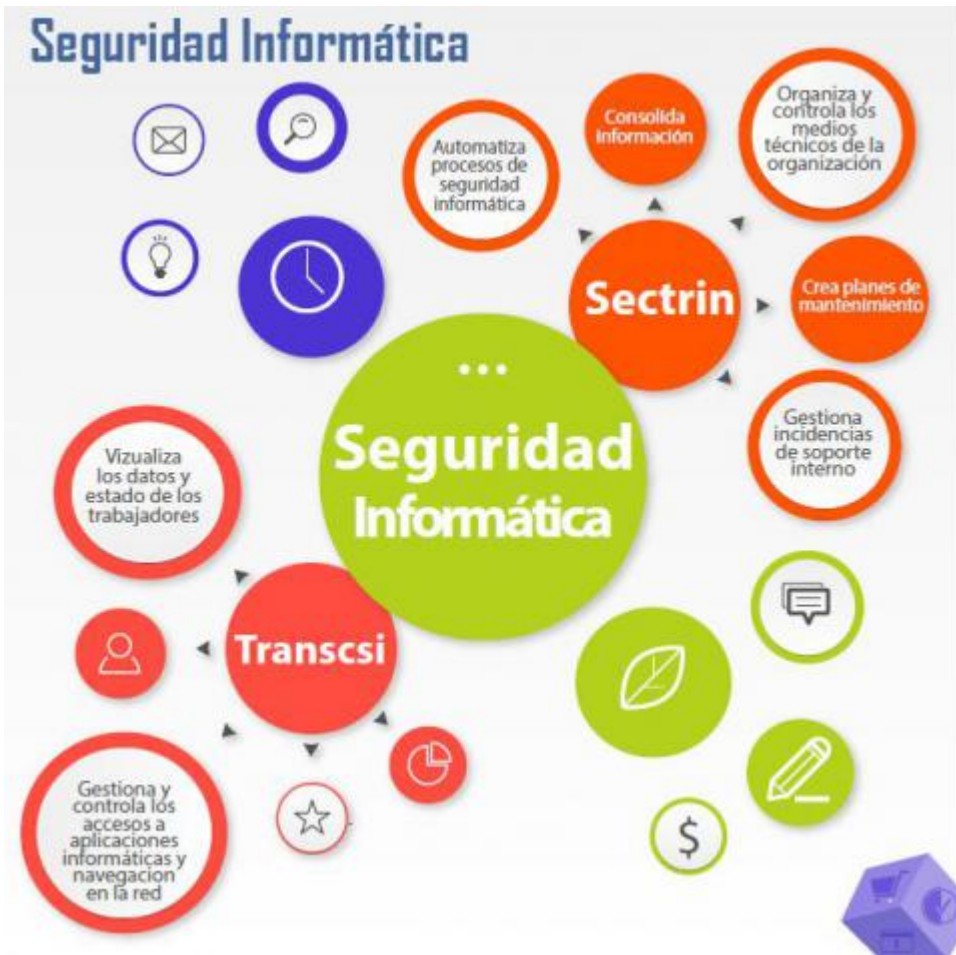 Seguridad Informática
Automatiza
procesos de
seguridad
informática
Consolida
Información
Organiza y
controla los
medios
técnicos de la
organización
Sectrin
Crea planes de
mantenimiento
Gestiona
incidencias
de soporte
interno
...
Seguridad
Informática
Vizualiza
los datos y
estado de los
trabajadores
Transcsi
Gestiona y
controla los
accesos a
aplicaciones
informáticas y
navegacion
en la red
$